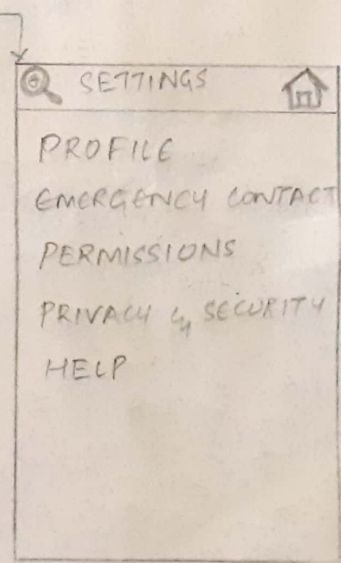 SETTINGS
PROFILE
EMERGENCY CONTACT
PERMISSIONS
PRIVACY & SECURITY
HELP